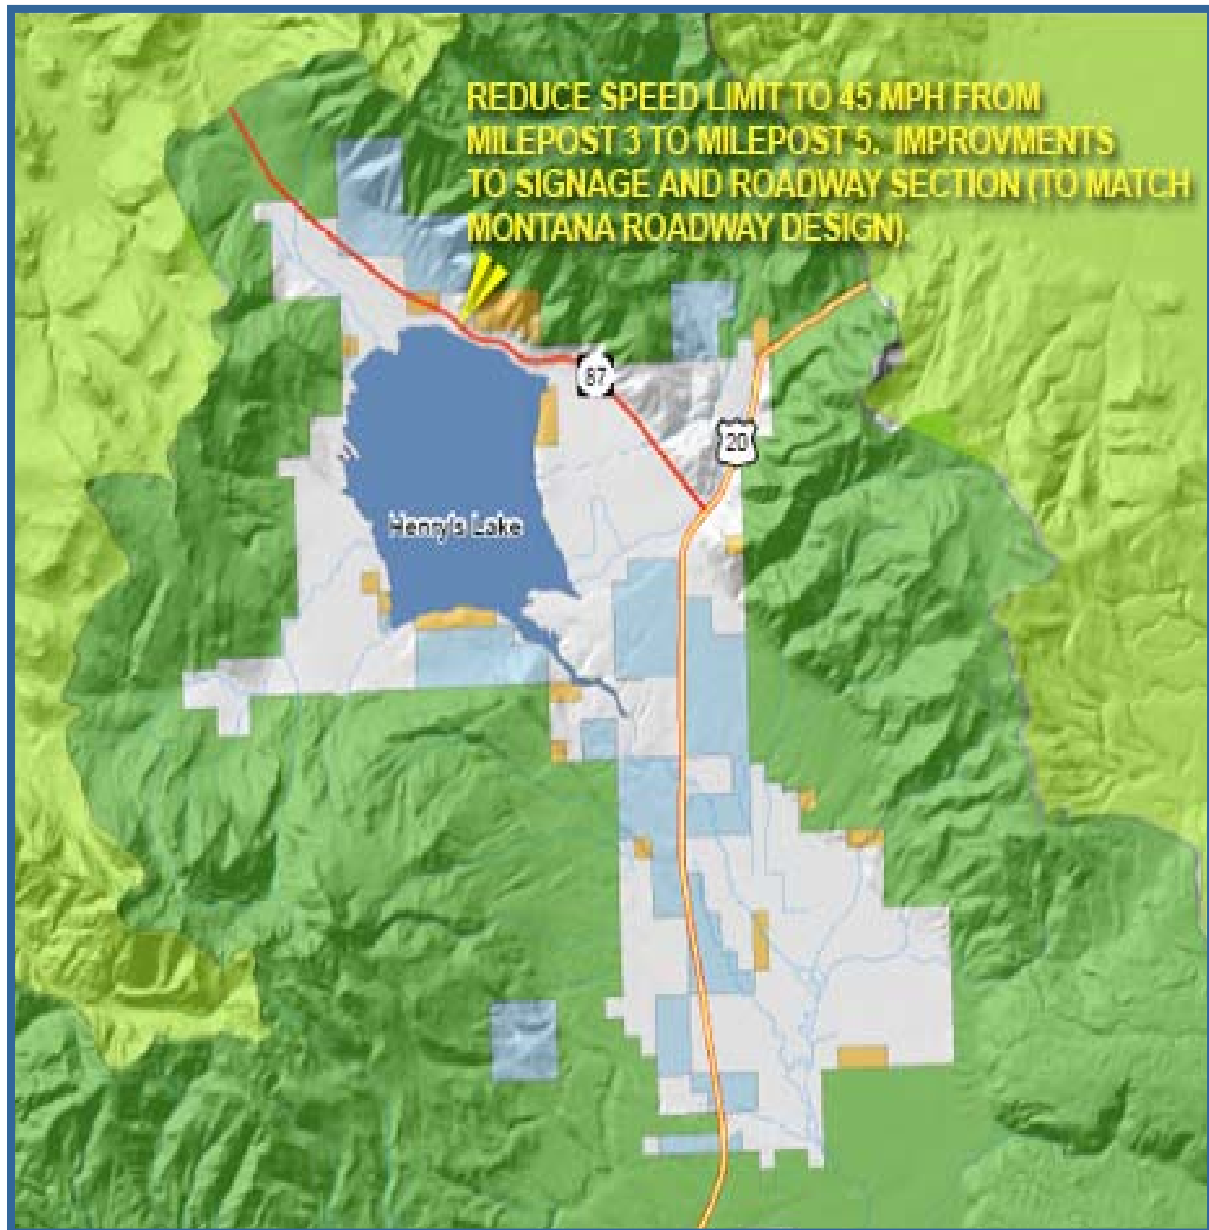 REDUCE SPEED LIMIT TO 45 MPH FROM
MILEPOST 3 TO MILEPOST 5. IMPROVMENTS
TO SIGNAGE AND ROADWAY SECTION (TO MATCH
MONTANA ROADWAY DESIGN).
87
20
Henry's Lake